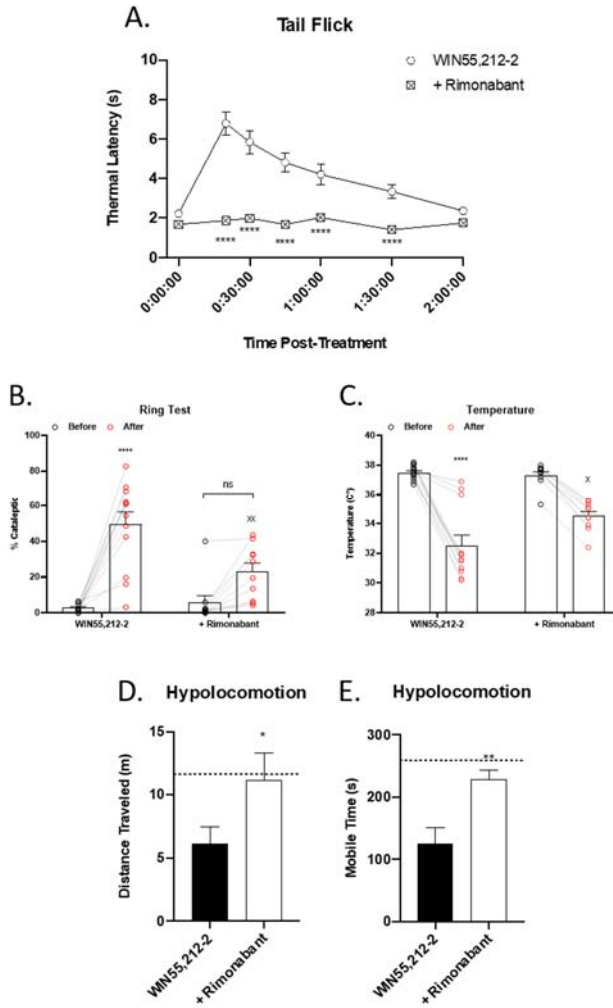 A.
Tail Flick
WIN55,212-2
+ Rimonabant
Thermal Latency (s)
10
8
6
4
2
0
****
****
****
****
****
0:00:00
0:30:00
1:00:00
1:30:00
2:00:00
Time Post-Treatment
B.
Ring Test
Before
After
% Cataleptic
100
80
60
40
20
0
****
ns
XX
WIN55,212-2
+ Rimonabant
C.
Temperature
Before
After
Temperature (C°)
38
36
34
32
30
28
****
X
WIN55,212-2
+ Rimonabant
D.
Hypolocomotion
Distance Traveled (m)
15
10
5
0
*
WIN55,212-2
+ Rimonabant
E.
Hypolocomotion
Mobile Time (s)
300
200
100
0
**
WIN55,212-2
+ Rimonabant